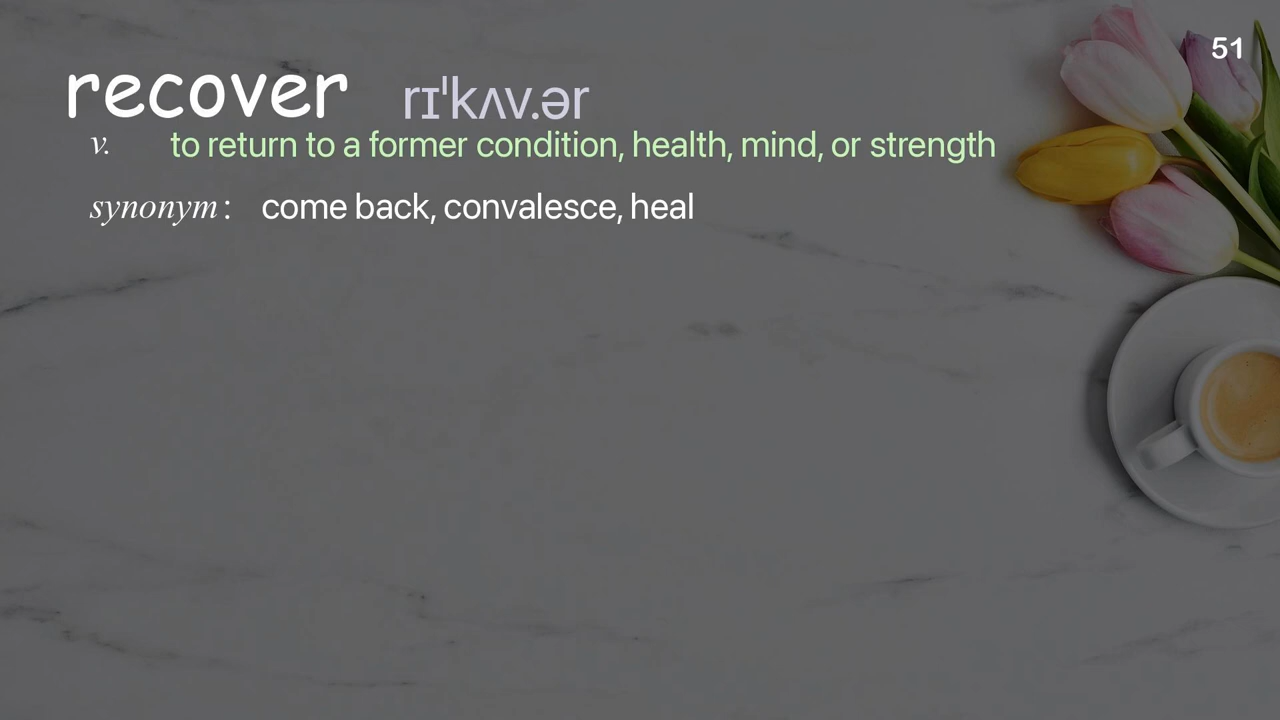 51
recover rɪˈkʌv.ər
v. to return to a former condition, health, mind, or strength
synonym: come back, convalesce, heal